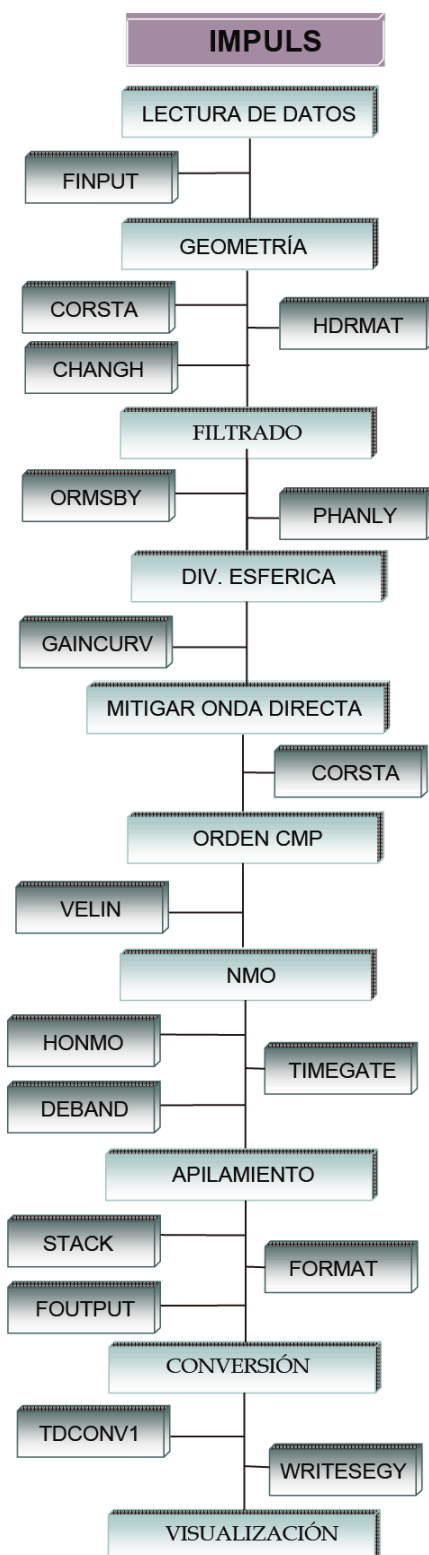 IMPULS
LECTURA DE DATOS
FINPUT
GEOMETRÍA
CORSTA
HDRMAT
CHANGH
FILTRADO
ORMSBY
PHANLY
DIV. ESFERICA
GAINCURV
MITIGAR ONDA DIRECTA
CORSTA
ORDEN CMP
VELIN
NMO
HONMO
TIMEGATE
DEBAND
APILAMIENTO
STACK
FORMAT
FOUTPUT
CONVERSIÓN
TDCONV1
WRITESEGY
VISUALIZACIÓN